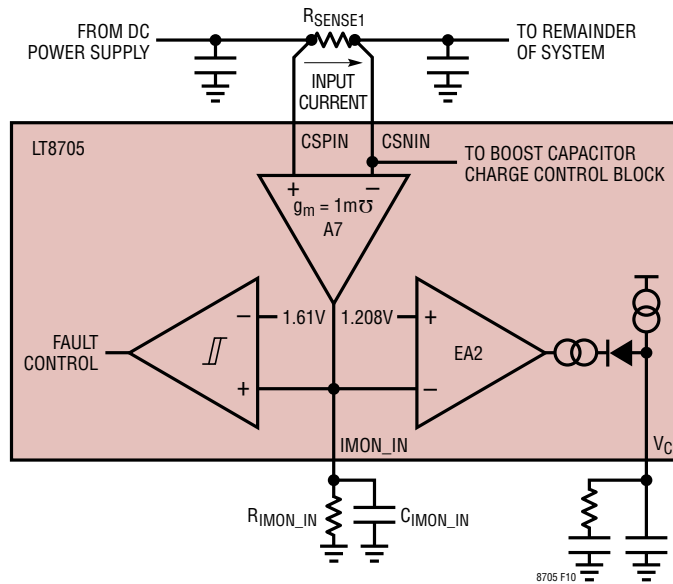 RSENSE1
FROM DC
POWER SUPPLY
TO REMAINDER
OF SYSTEM
INPUT
CURRENT
LT8705
CSPIN
CSNIN
TO BOOST CAPACITOR
CHARGE CONTROL BLOCK
+
−
gm = 1m℧
A7
FAULT
CONTROL
−
1.61V
1.208V
+
EA2
+
−
IMON_IN
VC
RIMON_IN
CIMON_IN
8705 F10